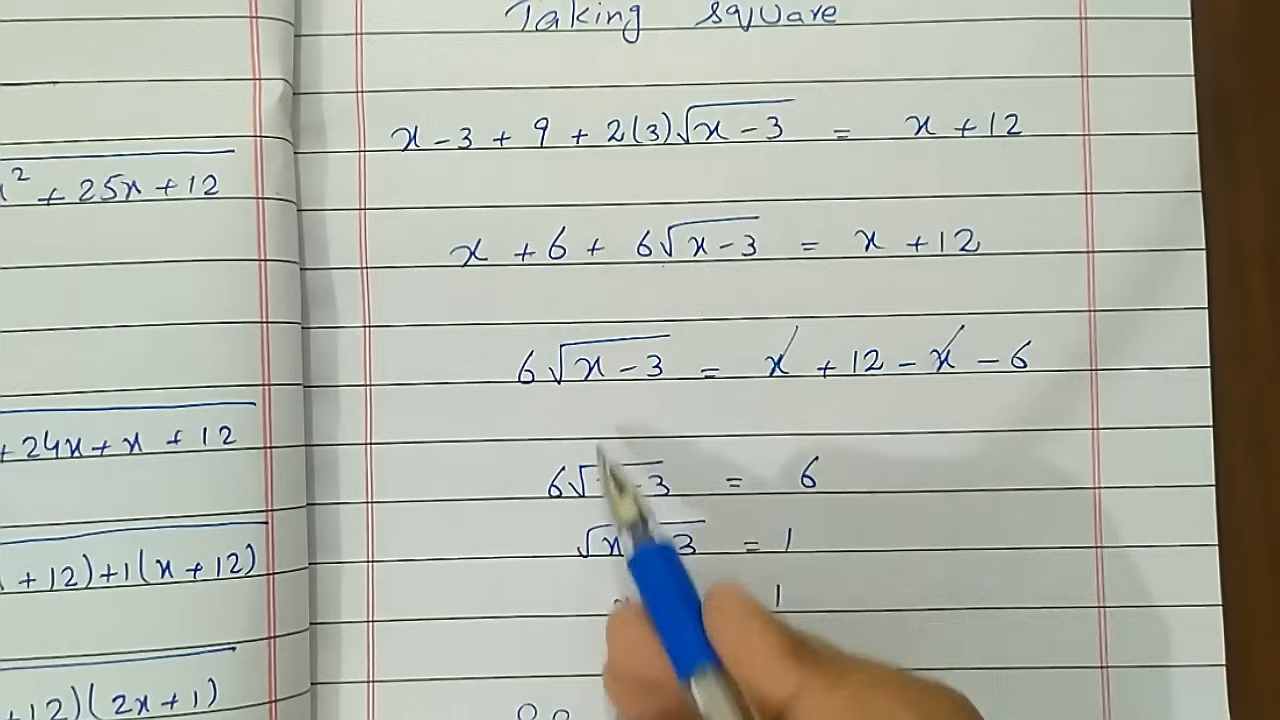 x² + 25x + 12
+ 24x + x + 12
+ 12) + 1(x + 12)
+12)(2x + 1)
Taking square
x - 3 + 9 + 2(3)√(x - 3) = x + 12
x + 6 + 6√(x - 3) = x + 12
6√(x - 3) = x + 12 - x - 6
6√ - 3 = 6
√x 3 = 1
1